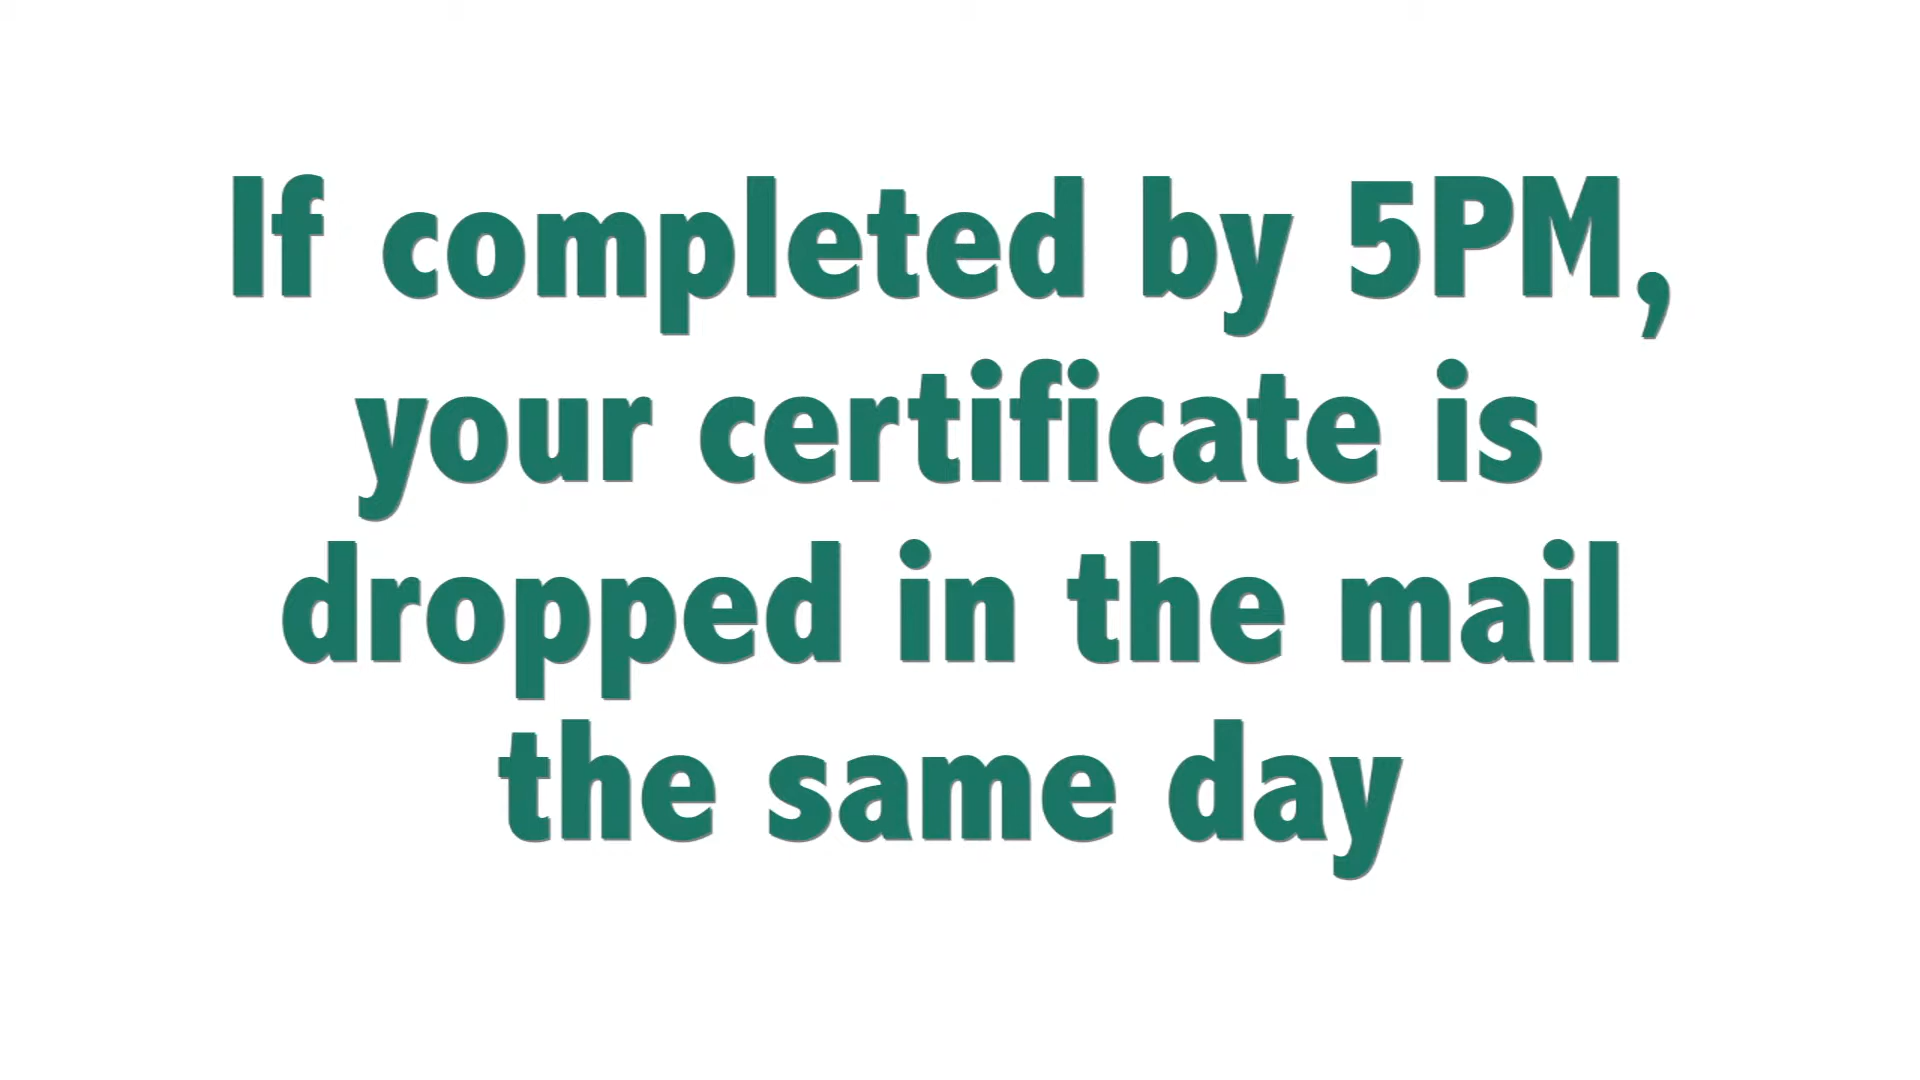 If completed by 5PM,
your certificate is
dropped in the mail
the same day